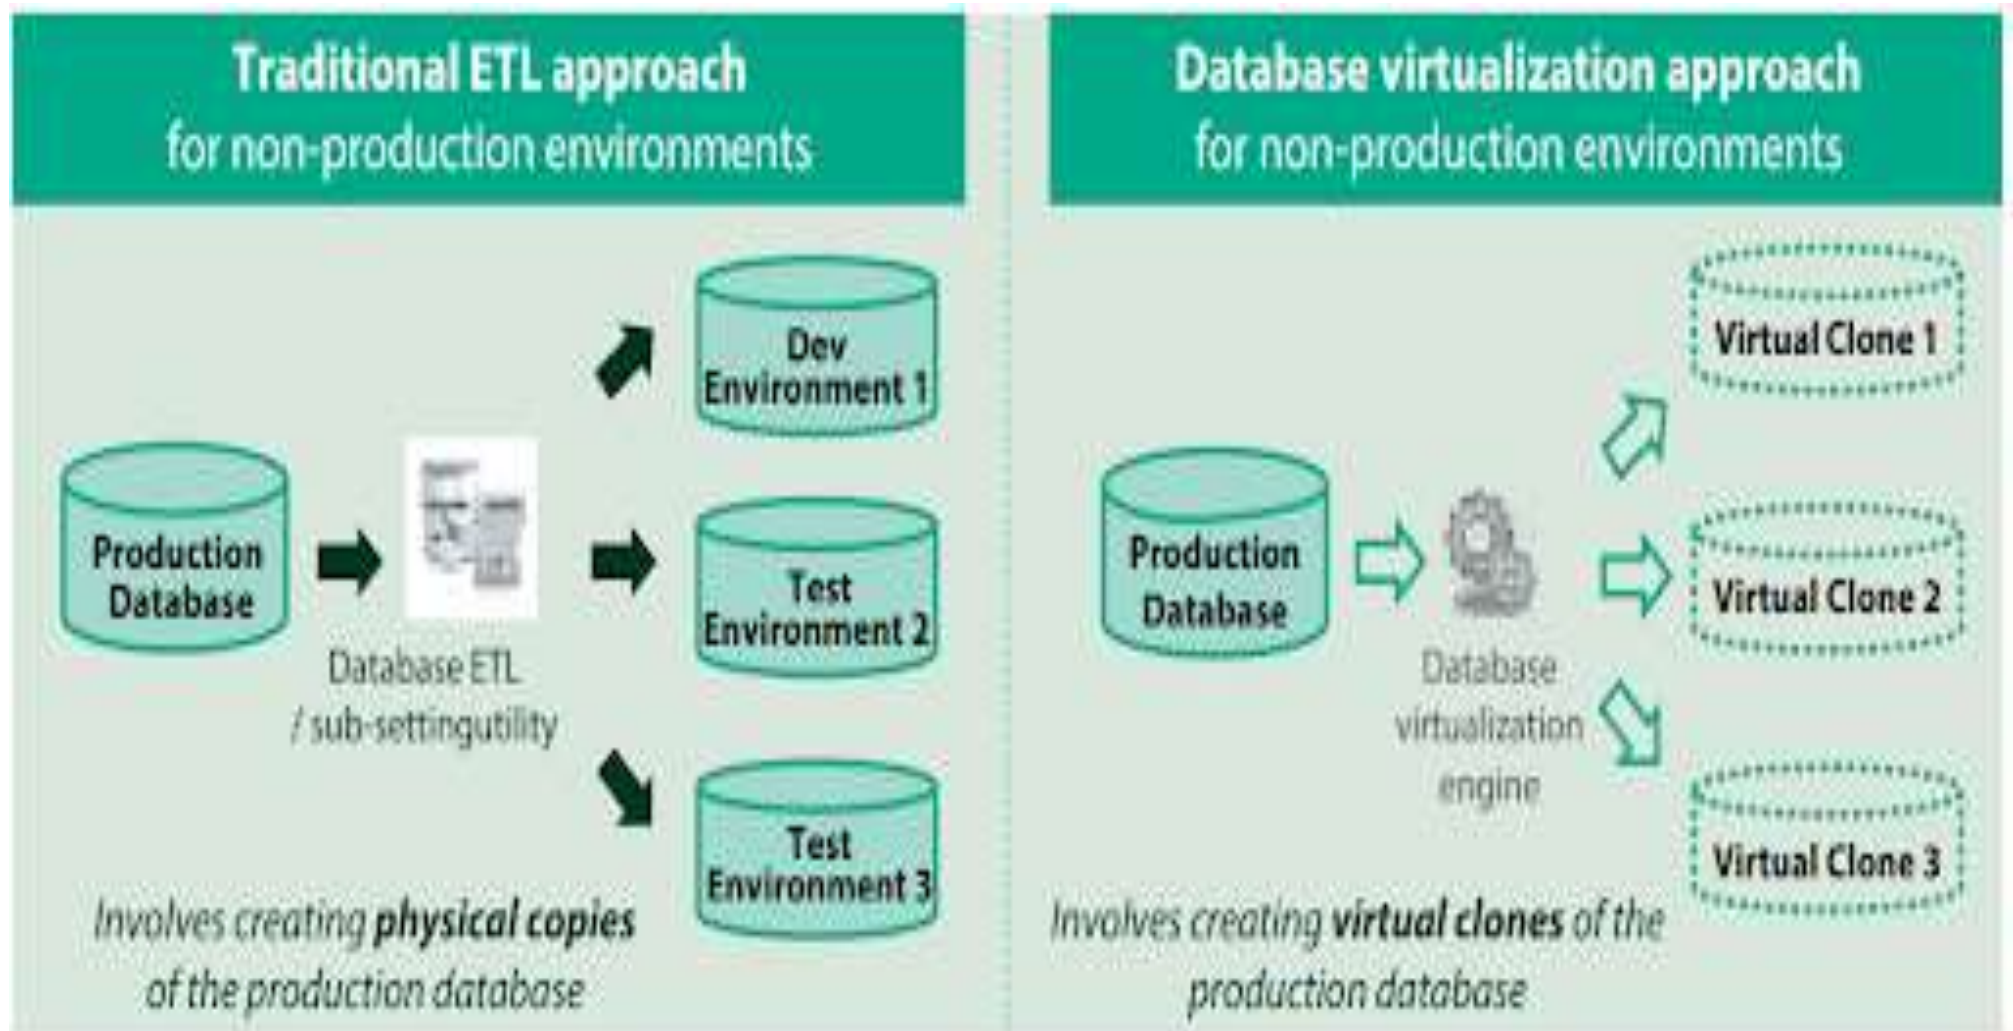 Traditional ETL approach
for non-production environments
Production
Database
Database ETL
/ sub-settingutility
Dev
Environment 1
Test
Environment 2
Test
Environment 3
Involves creating physical copies
of the production database
Database virtualization approach
for non-production environments
Production
Database
Database
virtualization
engine
Virtual Clone 1
Virtual Clone 2
Virtual Clone 3
Involves creating virtual clones of the
production database